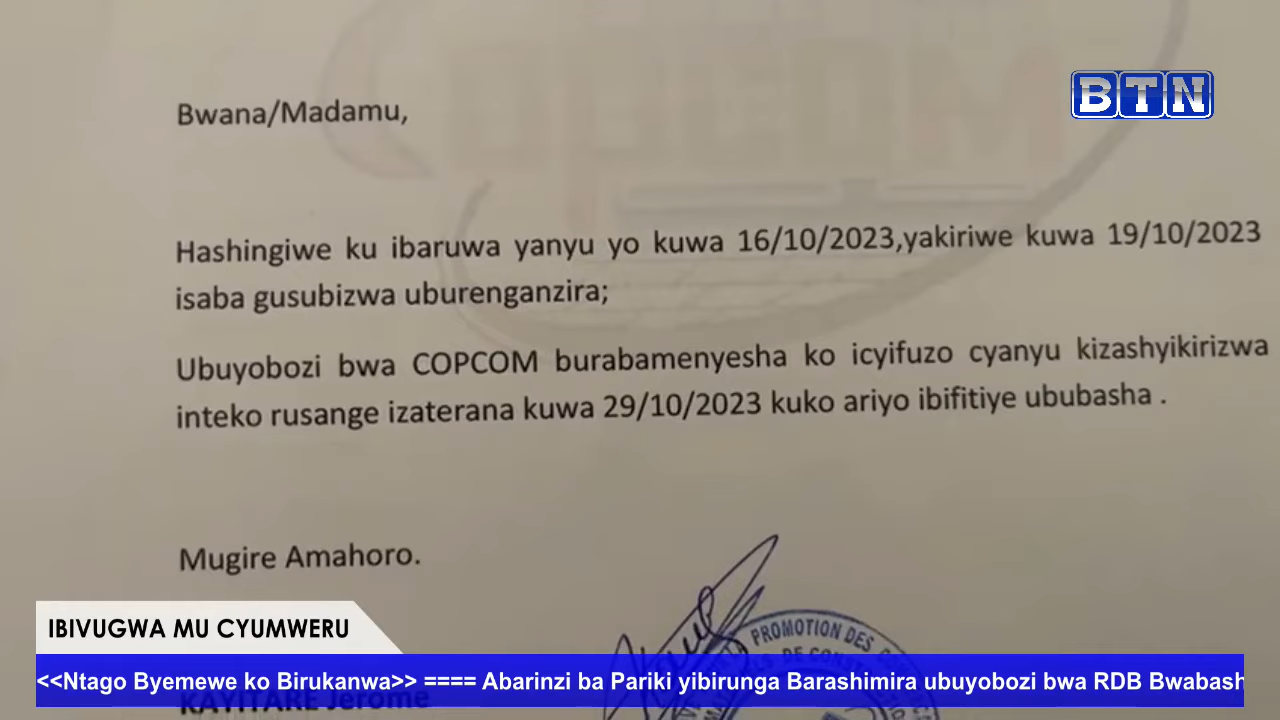 BTN
Bwana/Madamu,
Hashingiwe ku ibaruwa yanyu yo kuwa 16/10/2023,yakiriwe kuwa 19/10/2023
isaba gusubizwa uburenganzira;
Ubuyobozi bwa COPCOM burabamenyesha ko icyifuzo cyanyu kizashyikirizwa
inteko rusange izaterana kuwa 29/10/2023 kuko ariyo ibifitiye ububasha .
Mugire Amahoro.
PROMOTION DES
DE
IBIVUGWA MU CYUMWERU
<<Ntago Byemewe ko Birukanwa>> ==== Abarinzi ba Pariki yibirunga Barashimira ubuyobozi bwa RDB Bwabash
KAYITARE Jerome